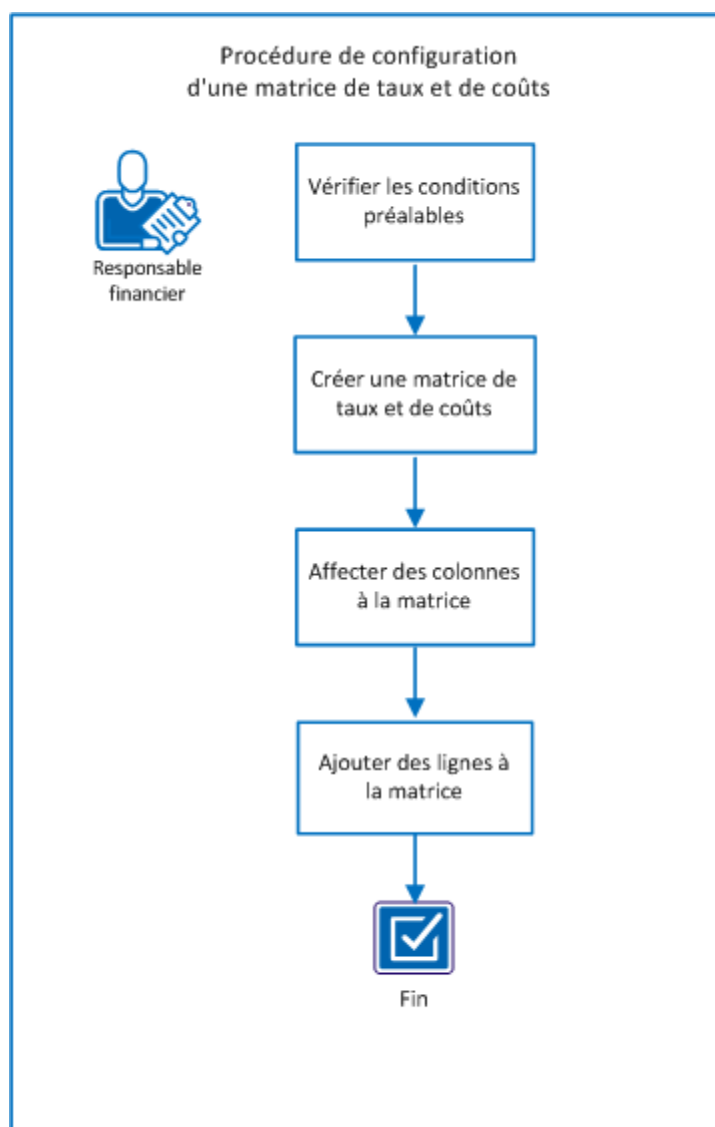 Procédure de configuration
d'une matrice de taux et de coûts
Responsable
financier
Vérifier les conditions
préalables
Créer une matrice de
taux et de coûts
Affecter des colonnes
à la matrice
Ajouter des lignes à
la matrice
Fin